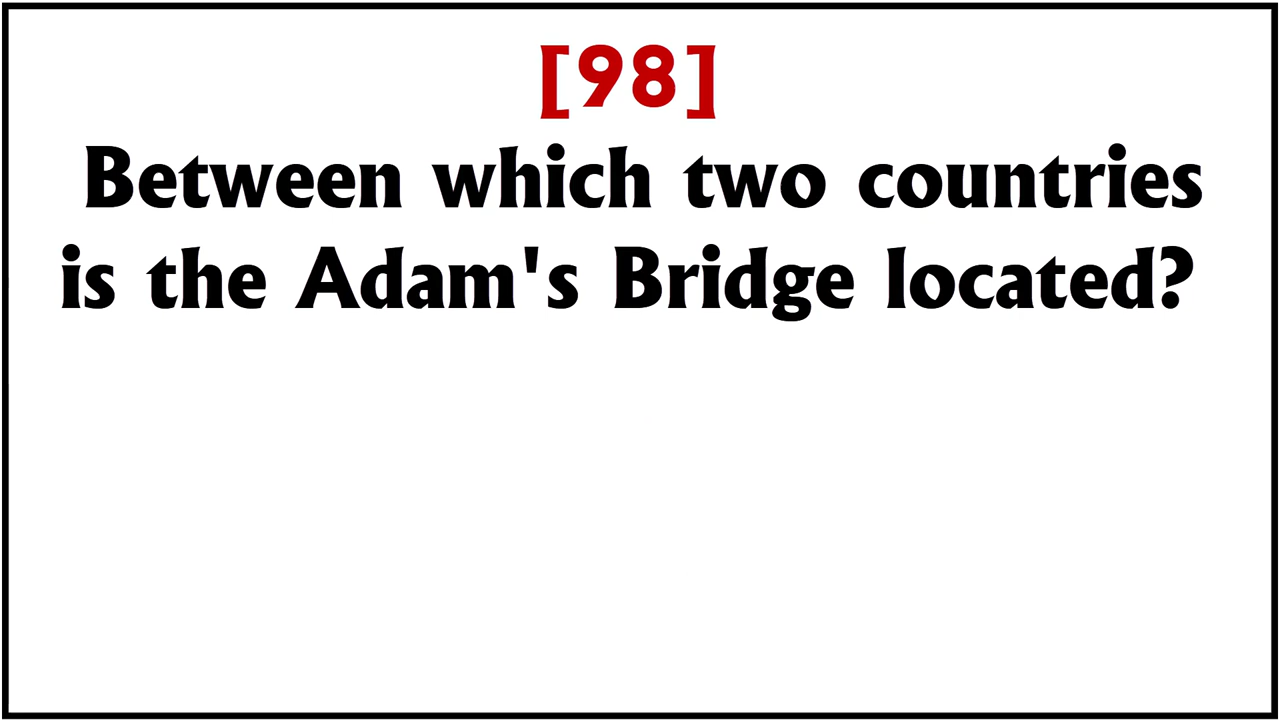 [98]
Between which two countries
is the Adam's Bridge located?